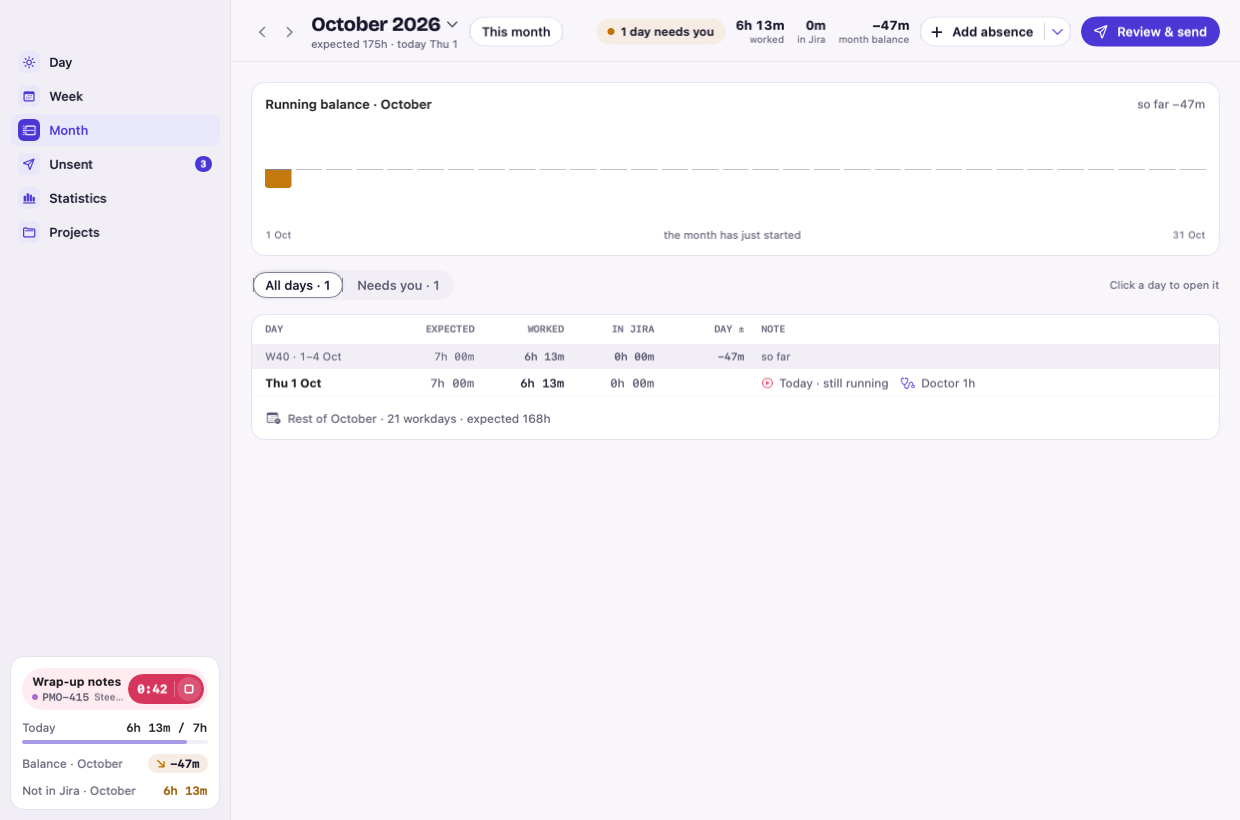 Day
Week
Month
Unsent 3
Statistics
Projects
October 2026
expected 175h · today Thu 1
This month
1 day needs you
6h 13m worked
0m in Jira
−47m month balance
Add absence
Review & send
Running balance · October
so far −47m
1 Oct
the month has just started
31 Oct
All days · 1
Needs you · 1
Click a day to open it
DAY EXPECTED WORKED IN JIRA DAY ± NOTE
W40 · 1–4 Oct 7h 00m 6h 13m 0h 00m −47m so far
Thu 1 Oct 7h 00m 6h 13m 0h 00m Today · still running Doctor 1h
Rest of October · 21 workdays · expected 168h
Wrap-up notes
PMO-415 Stee…
0:42
Today 6h 13m / 7h
Balance · October −47m
Not in Jira · October 6h 13m